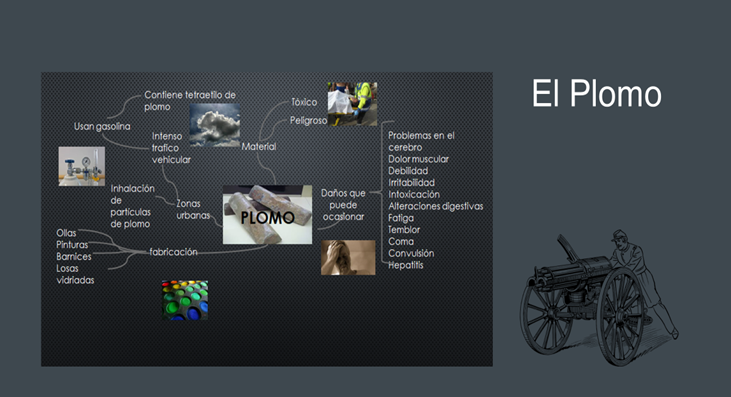 El Plomo
Contiene tetraetilo de
plomo
Usan gasolina
Intenso
trafico
vehicular
Inhalación
de
partículas
de plomo
Zonas
urbanas
Ollas
Pinturas
Barnices
Losas
vidriadas
fabricación
PLOMO
Material
Tóxico
Peligroso
Daños que
puede
ocasionar
Problemas en el
cerebro
Dolor muscular
Debilidad
Irritabilidad
Intoxicación
Alteraciones digestivas
Fatiga
Temblor
Coma
Convulsión
Hepatitis